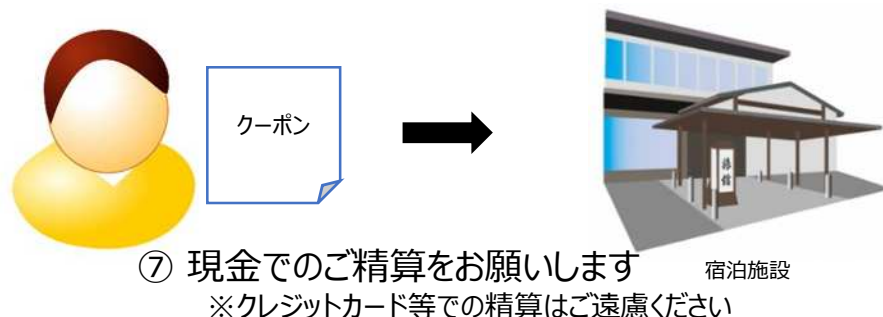 クーポン
旅館
⑦ 現金でのご精算をお願いします
宿泊施設
※クレジットカード等での精算はご遠慮ください